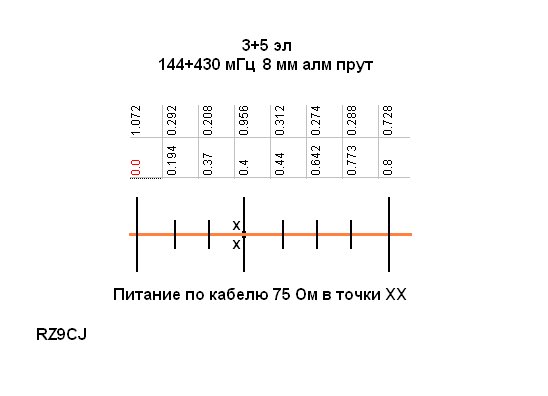 3+5 эл
144+430 мГц 8 мм алм прут
1.072 0.292 0.208 0.956 0.312 0.274 0.288 0.728
0.0 0.194 0.37 0.4 0.44 0.642 0.773 0.8
X
X
Питание по кабелю 75 Ом в точки XX
RZ9CJ